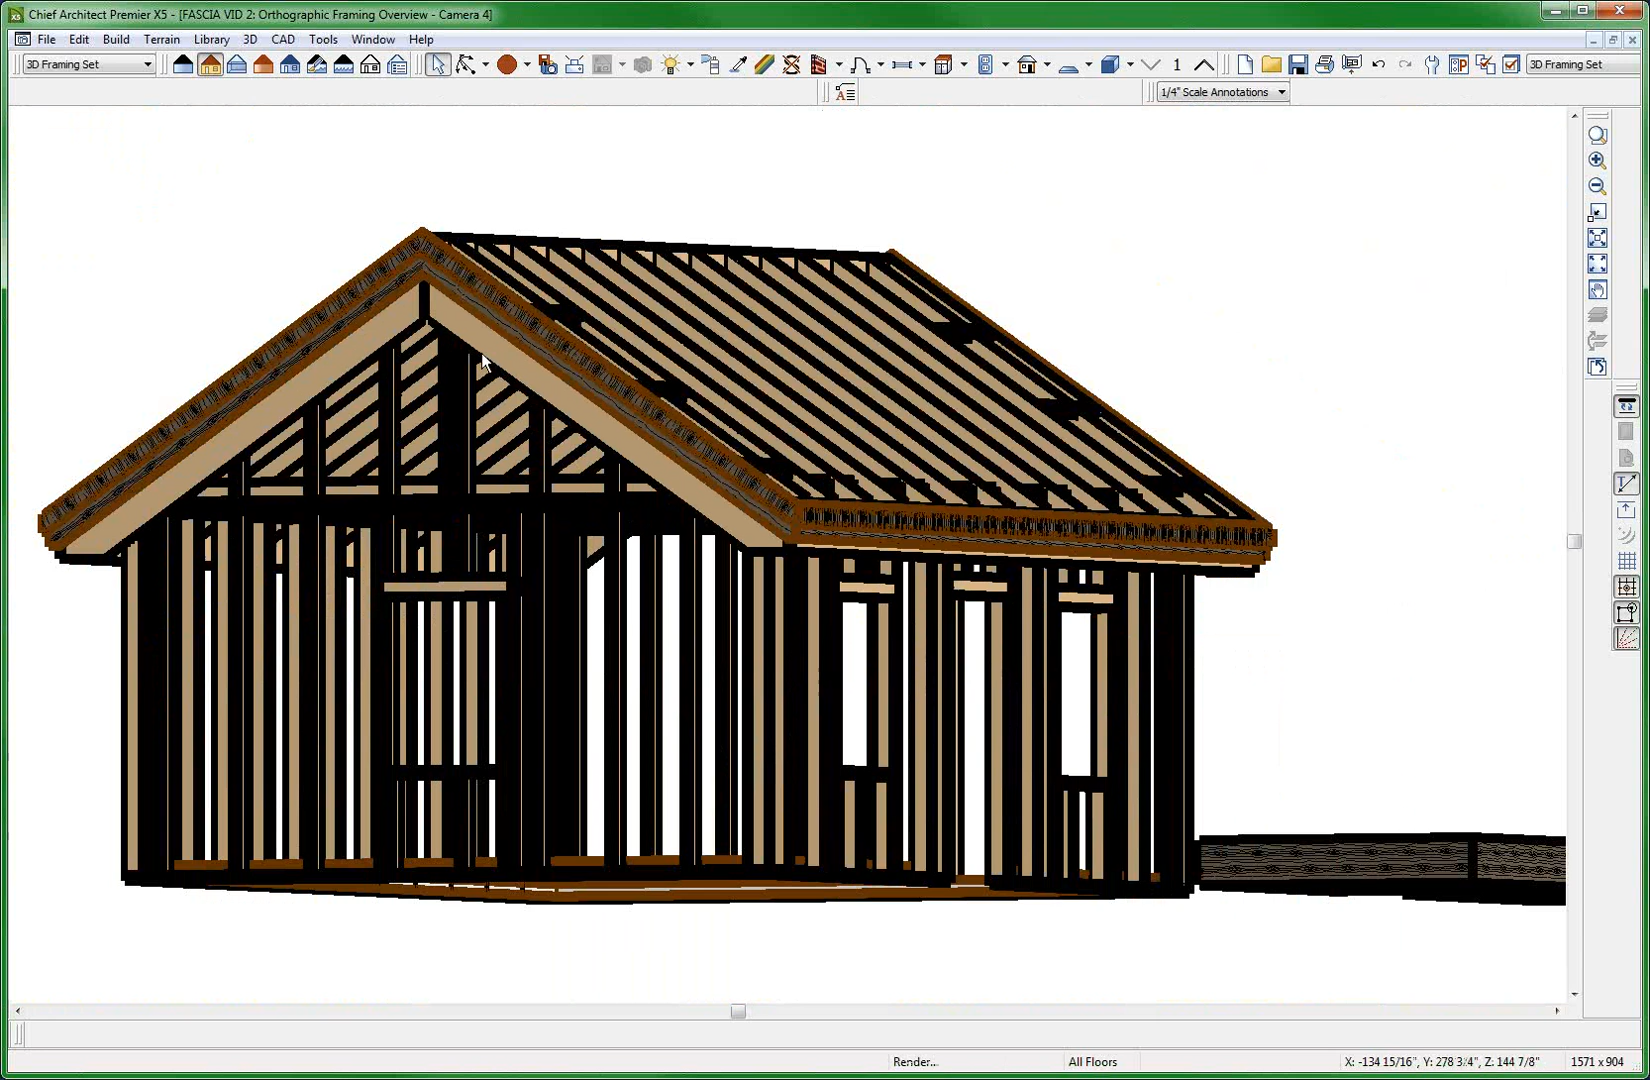 X5 Chief Architect Premier X5 - [FASCIA VID 2: Orthographic Framing Overview - Camera 4]
File Edit Build Terrain Library 3D CAD Tools Window Help
3D Framing Set 1 3D Framing Set
A 1/4" Scale Annotations
Render... All Floors X: -134 15/16", Y: 278 3/4", Z: 144 7/8" 1571 x 904